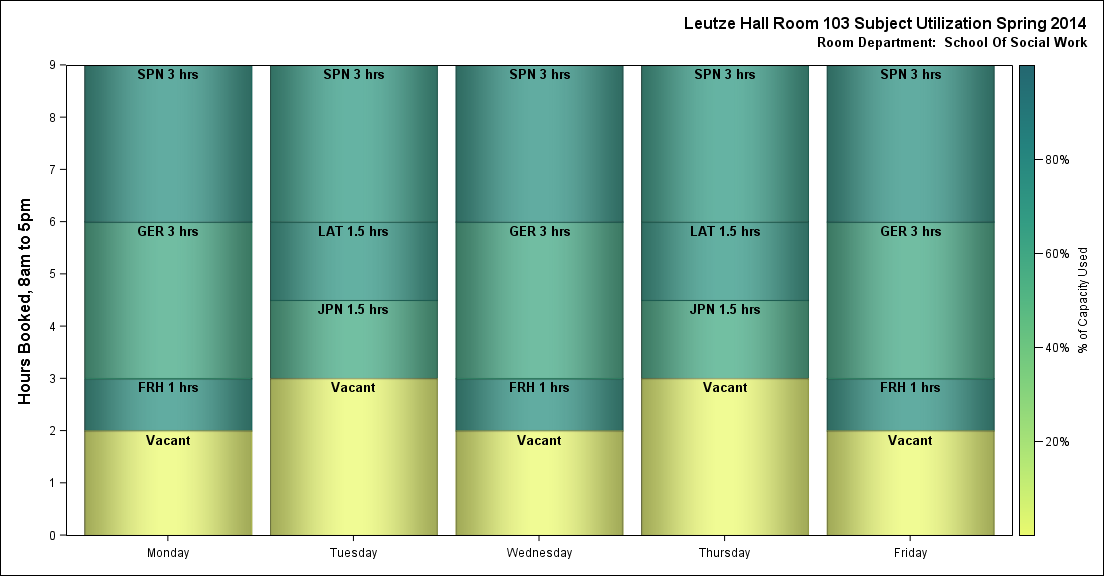 Leutze Hall Room 103 Subject Utilization Spring 2014
Room Department:  School Of Social Work
Hours Booked, 8am to 5pm
9
8
7
6
5
4
3
2
1
0
SPN 3 hrs
GER 3 hrs
FRH 1 hrs
Vacant
SPN 3 hrs
LAT 1.5 hrs
JPN 1.5 hrs
Vacant
SPN 3 hrs
GER 3 hrs
FRH 1 hrs
Vacant
SPN 3 hrs
LAT 1.5 hrs
JPN 1.5 hrs
Vacant
SPN 3 hrs
GER 3 hrs
FRH 1 hrs
Vacant
Monday Tuesday Wednesday Thursday Friday
80%
60%
40%
20%
% of Capacity Used